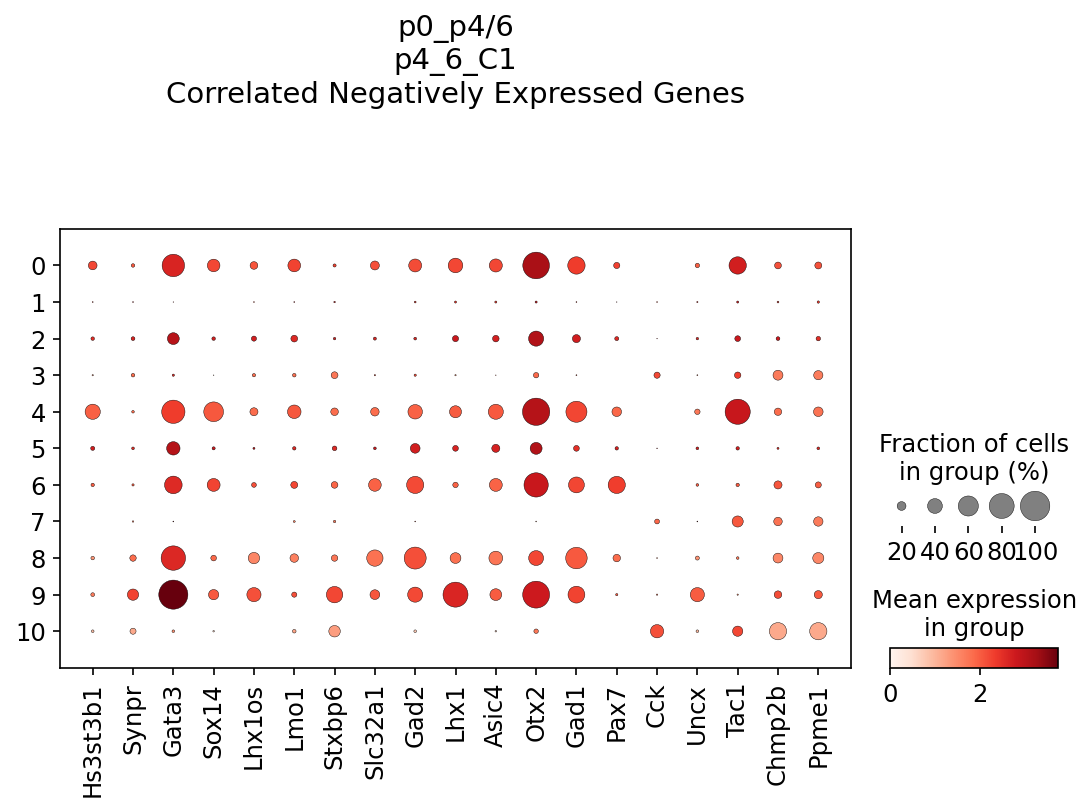 p0_p4/6
p4_6_C1
Correlated Negatively Expressed Genes
0
1
2
3
4
5
6
7
8
9
10
Hs3st3b1
Synpr
Gata3
Sox14
Lhx1os
Lmo1
Stxbp6
Slc32a1
Gad2
Lhx1
Asic4
Otx2
Gad1
Pax7
Cck
Uncx
Tac1
Chmp2b
Ppme1
Fraction of cells
in group (%)
20 40 60 80 100
Mean expression
in group
0 2